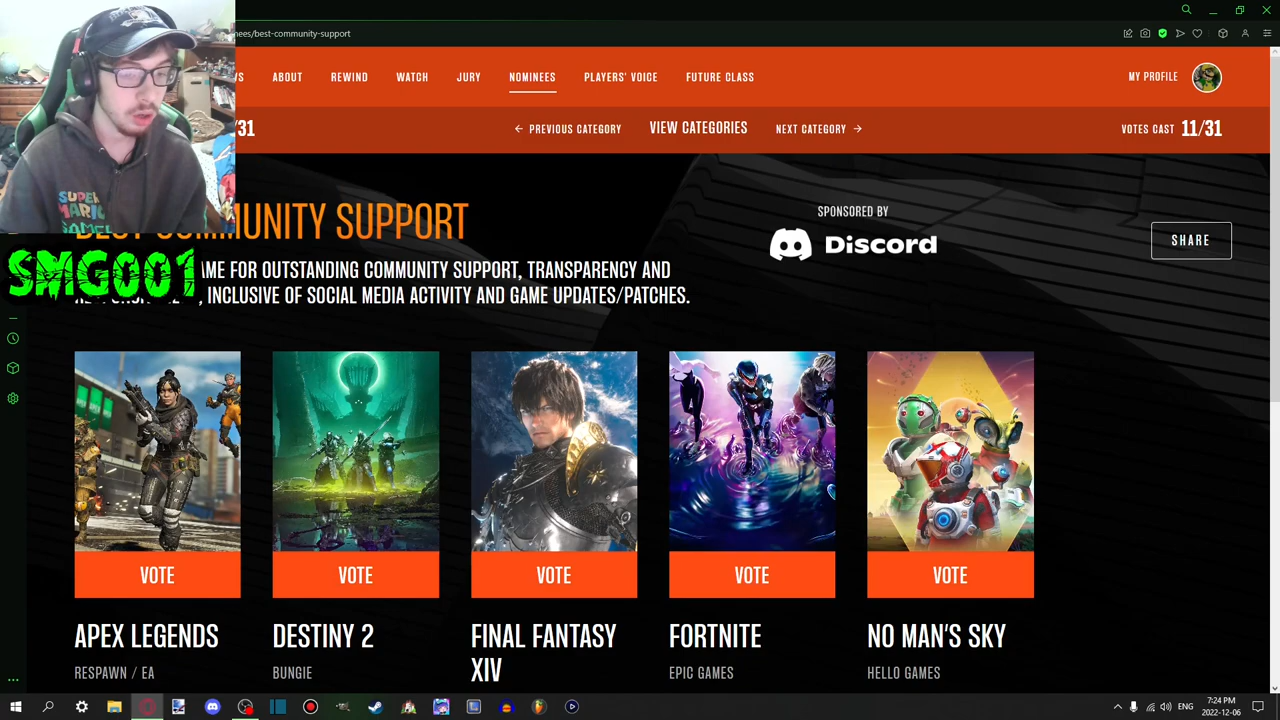 nees/best-community-support
S ABOUT REWIND WATCH JURY NOMINEES PLAYERS' VOICE FUTURE CLASS MY PROFILE
/31 PREVIOUS CATEGORY VIEW CATEGORIES NEXT CATEGORY VOTES CAST 11/31
SUPER
MARIO
GAMER
SPONSORED BY
COMMUNITY SUPPORT
Discord
SHARE
SMG001
AME FOR OUTSTANDING COMMUNITY SUPPORT, TRANSPARENCY AND
, INCLUSIVE OF SOCIAL MEDIA ACTIVITY AND GAME UPDATES/PATCHES.
VOTE VOTE VOTE VOTE VOTE
APEX LEGENDS DESTINY 2 FINAL FANTASY XIV FORTNITE NO MAN'S SKY
RESPAWN / EA BUNGIE EPIC GAMES HELLO GAMES
ENG 7:24 PM
2022-12-06